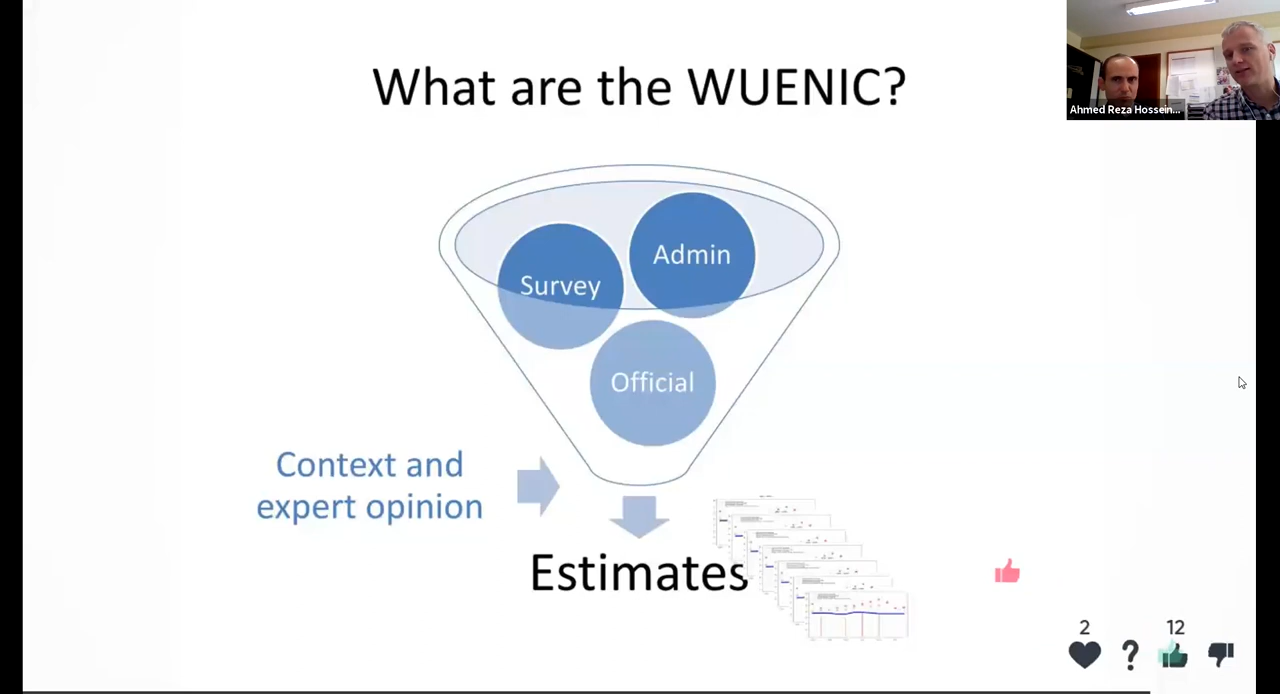 What are the WUENIC?
Ahmed Reza Hossein...
Admin
Survey
Official
Context and
expert opinion
Estimates
2
?
12